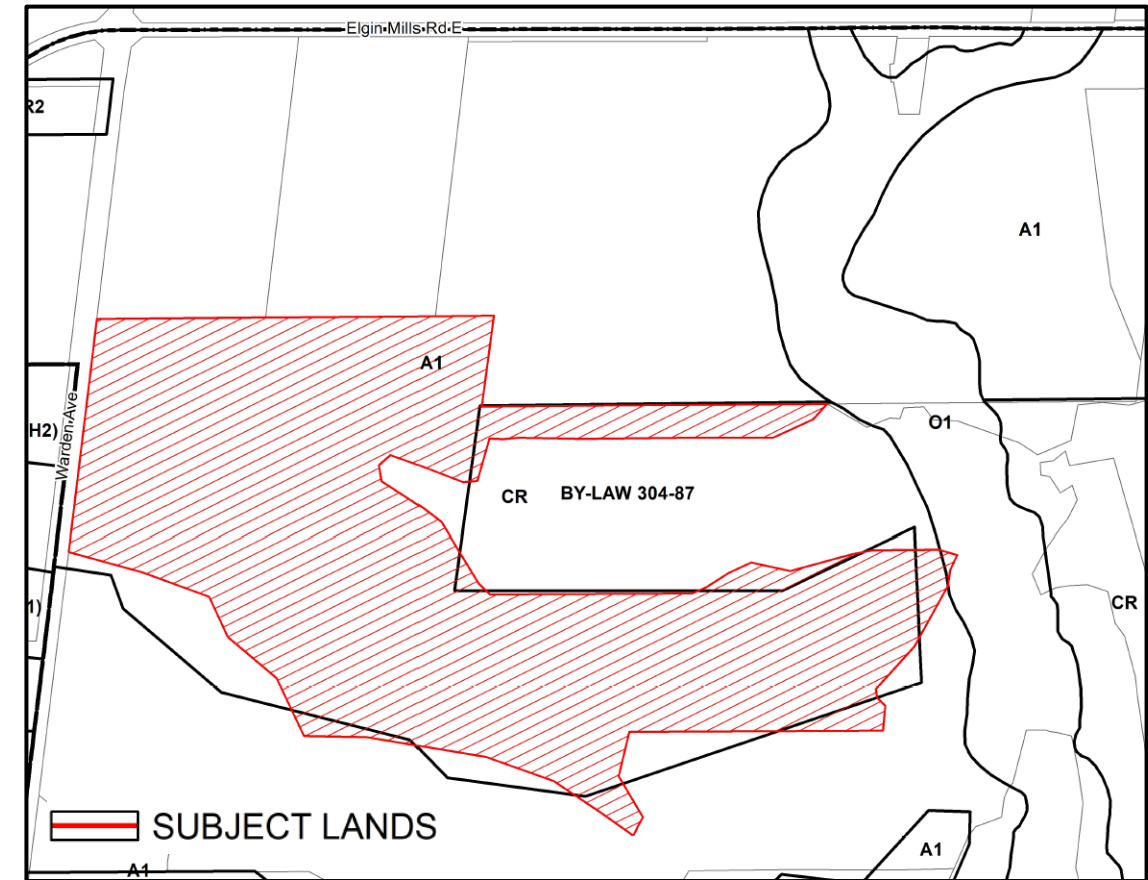 Elgin Mills Rd E
R2
A1
A1
Warden Ave
H2)
O1
CR
BY-LAW 304-87
1)
CR
SUBJECT LANDS
A1
A1